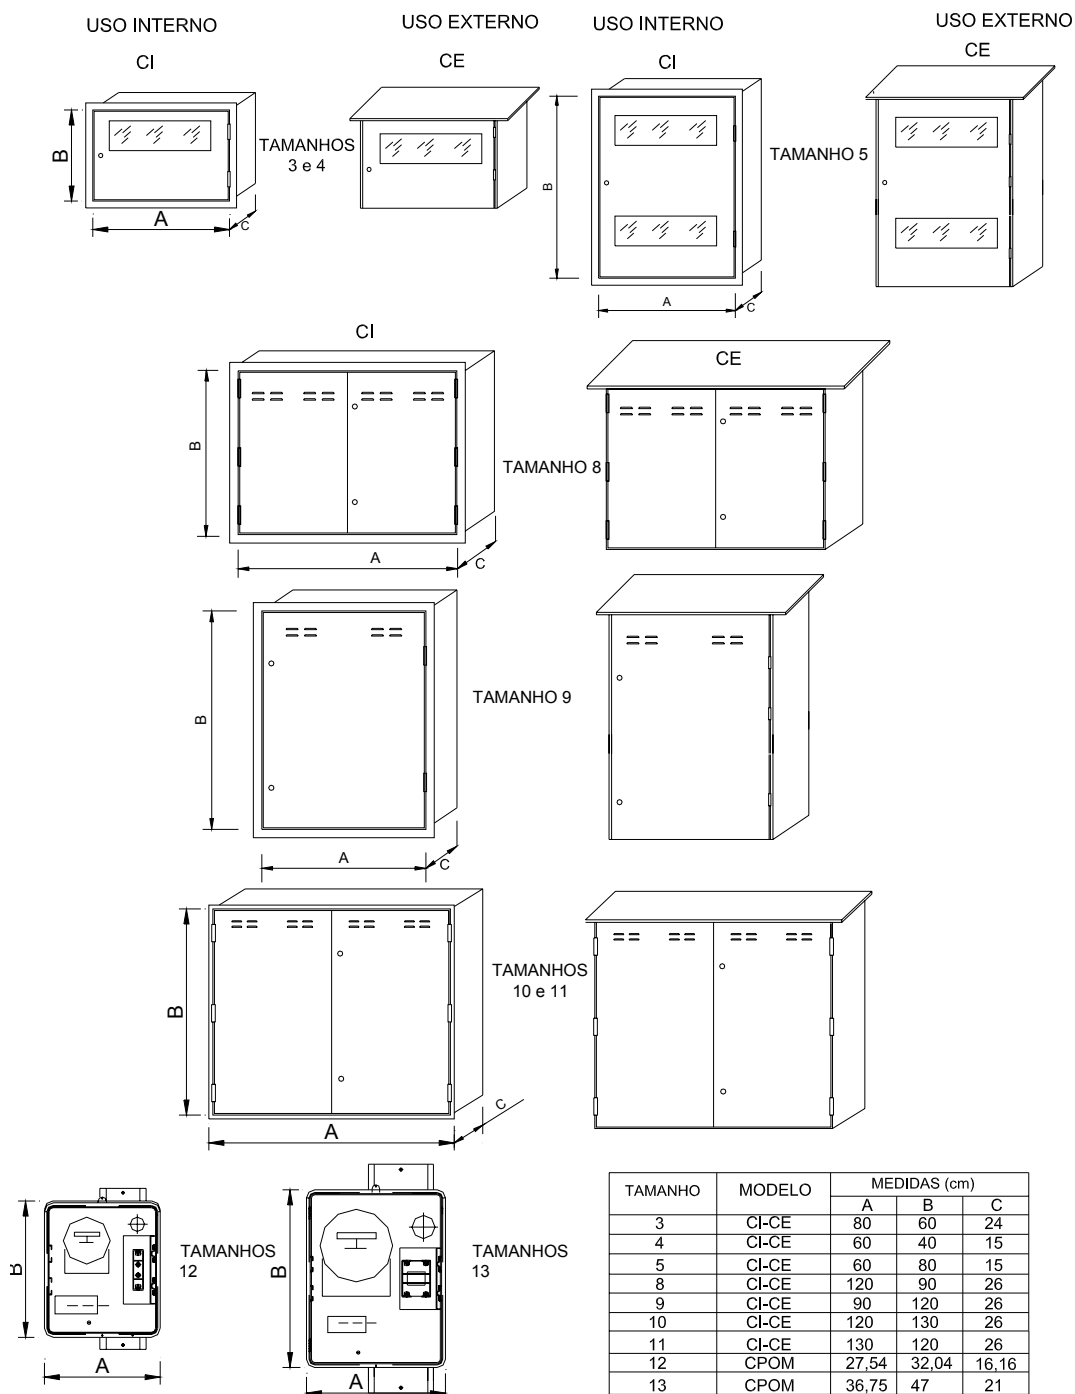 USO INTERNO
USO EXTERNO
USO INTERNO
USO EXTERNO
CI
CE
CI
CE
B
A
C
TAMANHOS
3 e 4
B
A
C
TAMANHO 5
CI
CE
B
A
C
TAMANHO 8
B
A
C
TAMANHO 9
B
A
C
TAMANHOS
10 e 11
B
A
TAMANHOS
12
B
A
TAMANHOS
13
TAMANHO MODELO MEDIDAS (cm)
A B C
3 CI-CE 80 60 24
4 CI-CE 60 40 15
5 CI-CE 60 80 15
8 CI-CE 120 90 26
9 CI-CE 90 120 26
10 CI-CE 120 130 26
11 CI-CE 130 120 26
12 CPOM 27,54 32,04 16,16
13 CPOM 36,75 47 21